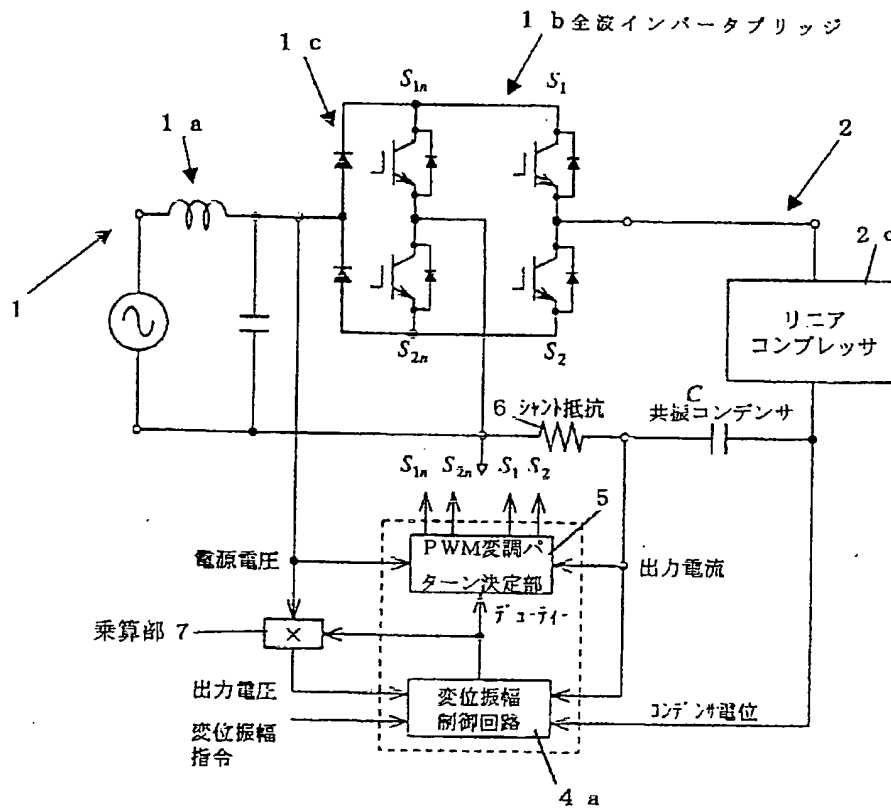 1 c
1 b 全波インバータブリッジ
S1n
S1
1 a
2
2 c
1
リニア
コンプレッサ
S2n
S2
C
6 シャント抵抗
共振コンデンサ
S1n S2n S1 S2
5
電源電圧
PWM変調パ
ターン決定部
出力電流
デューティー
乗算部 7
×
出力電圧
変位振幅
制御回路
コンデンサ電位
変位振幅
指令
4 a